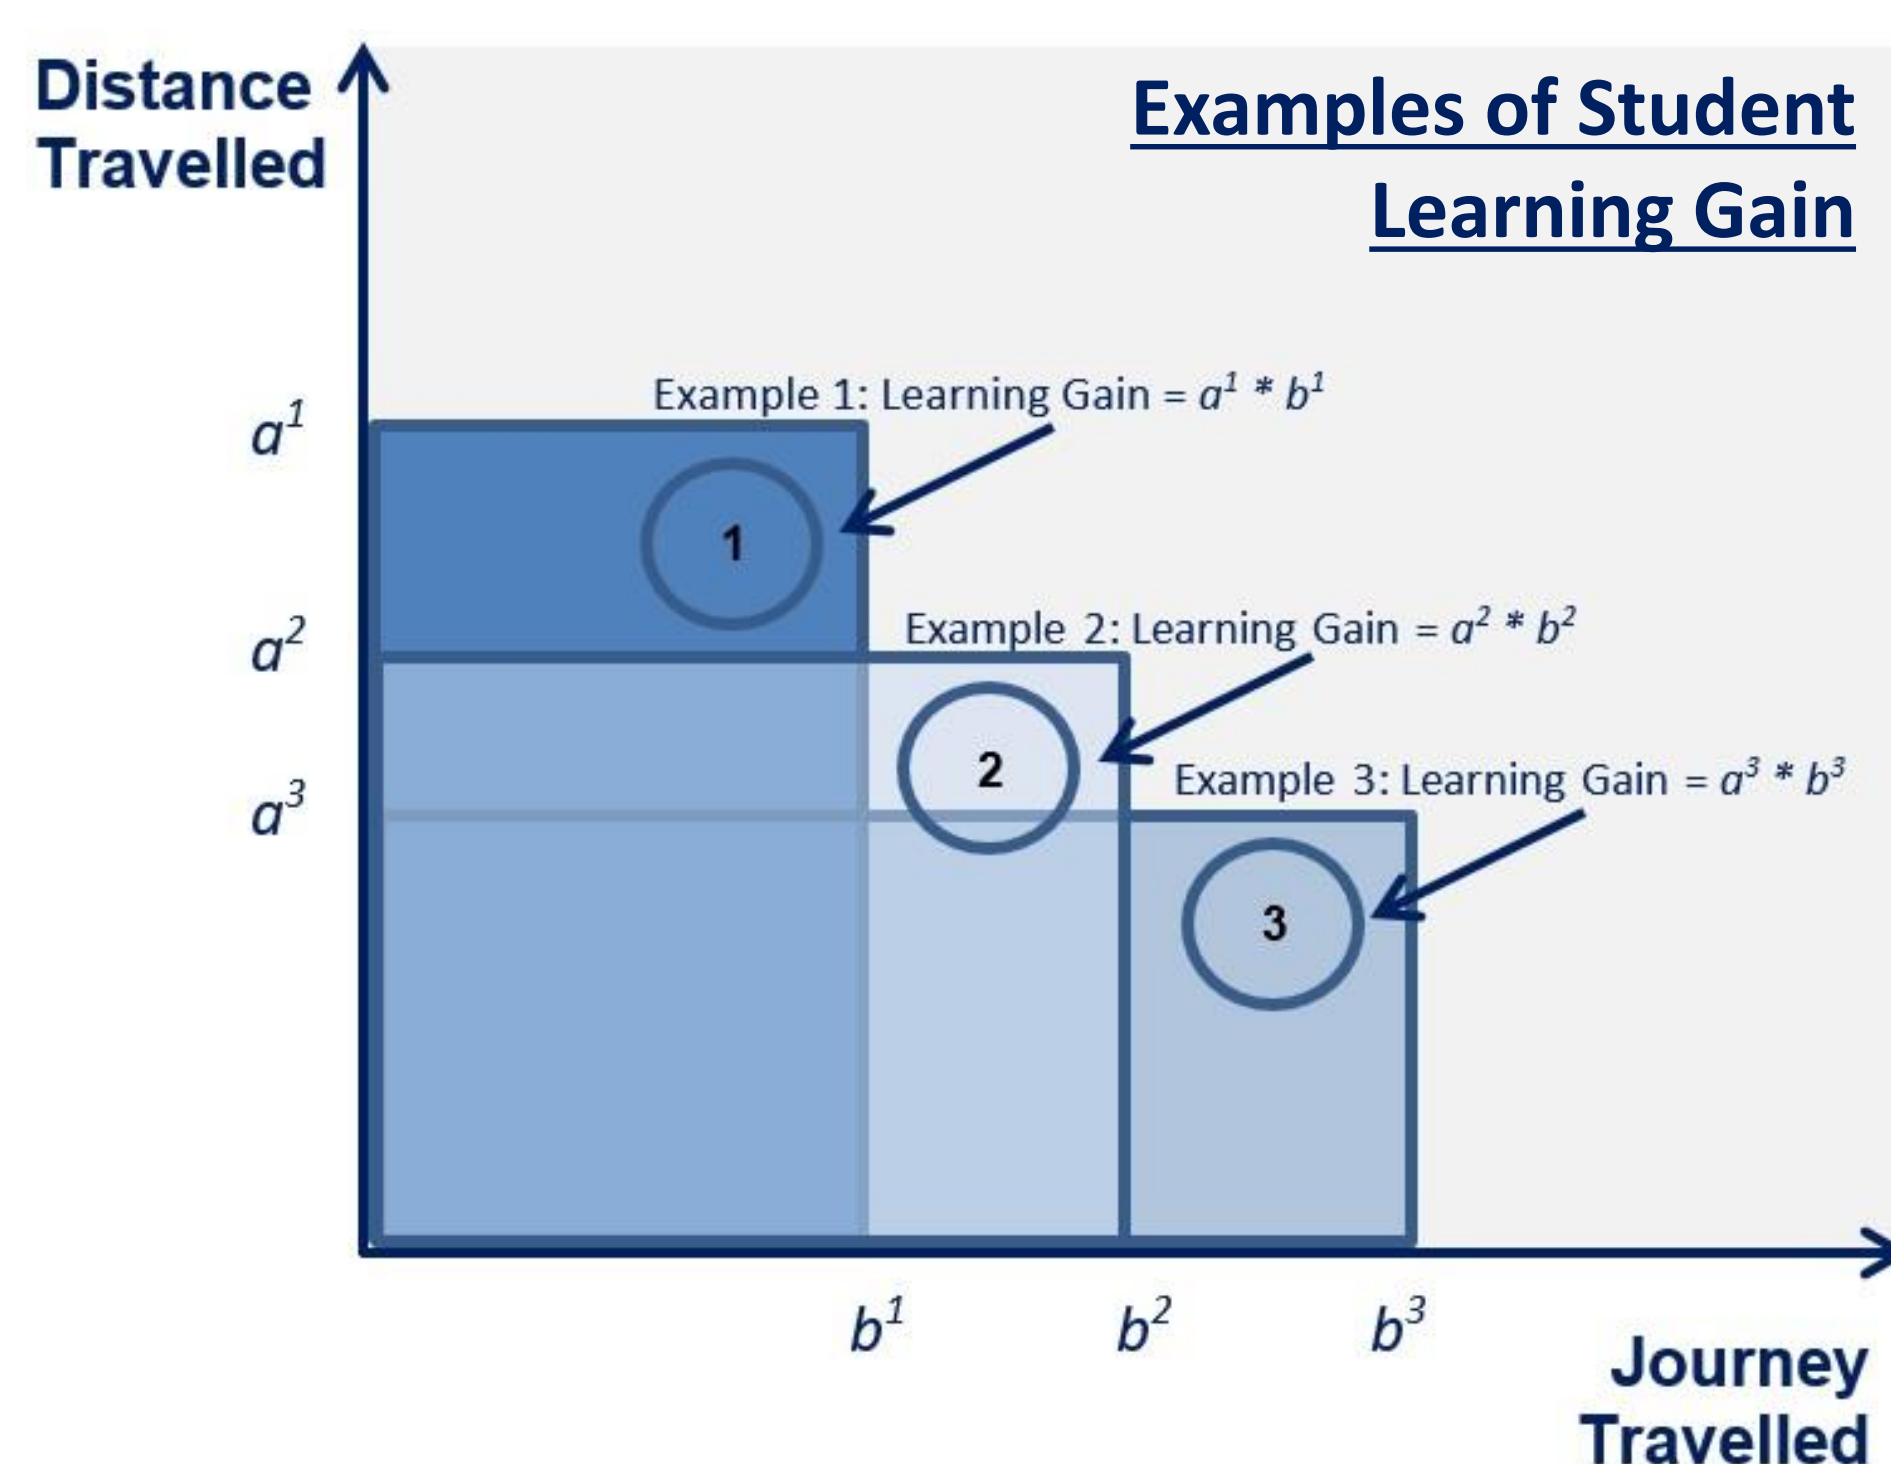 Distance
Travelled
Examples of Student
Learning Gain
Example 1: Learning Gain = a¹ * b¹
a¹
1
Example 2: Learning Gain = a² * b²
a²
2
Example 3: Learning Gain = a³ * b³
a³
3
b¹ b² b³
Journey
Travelled